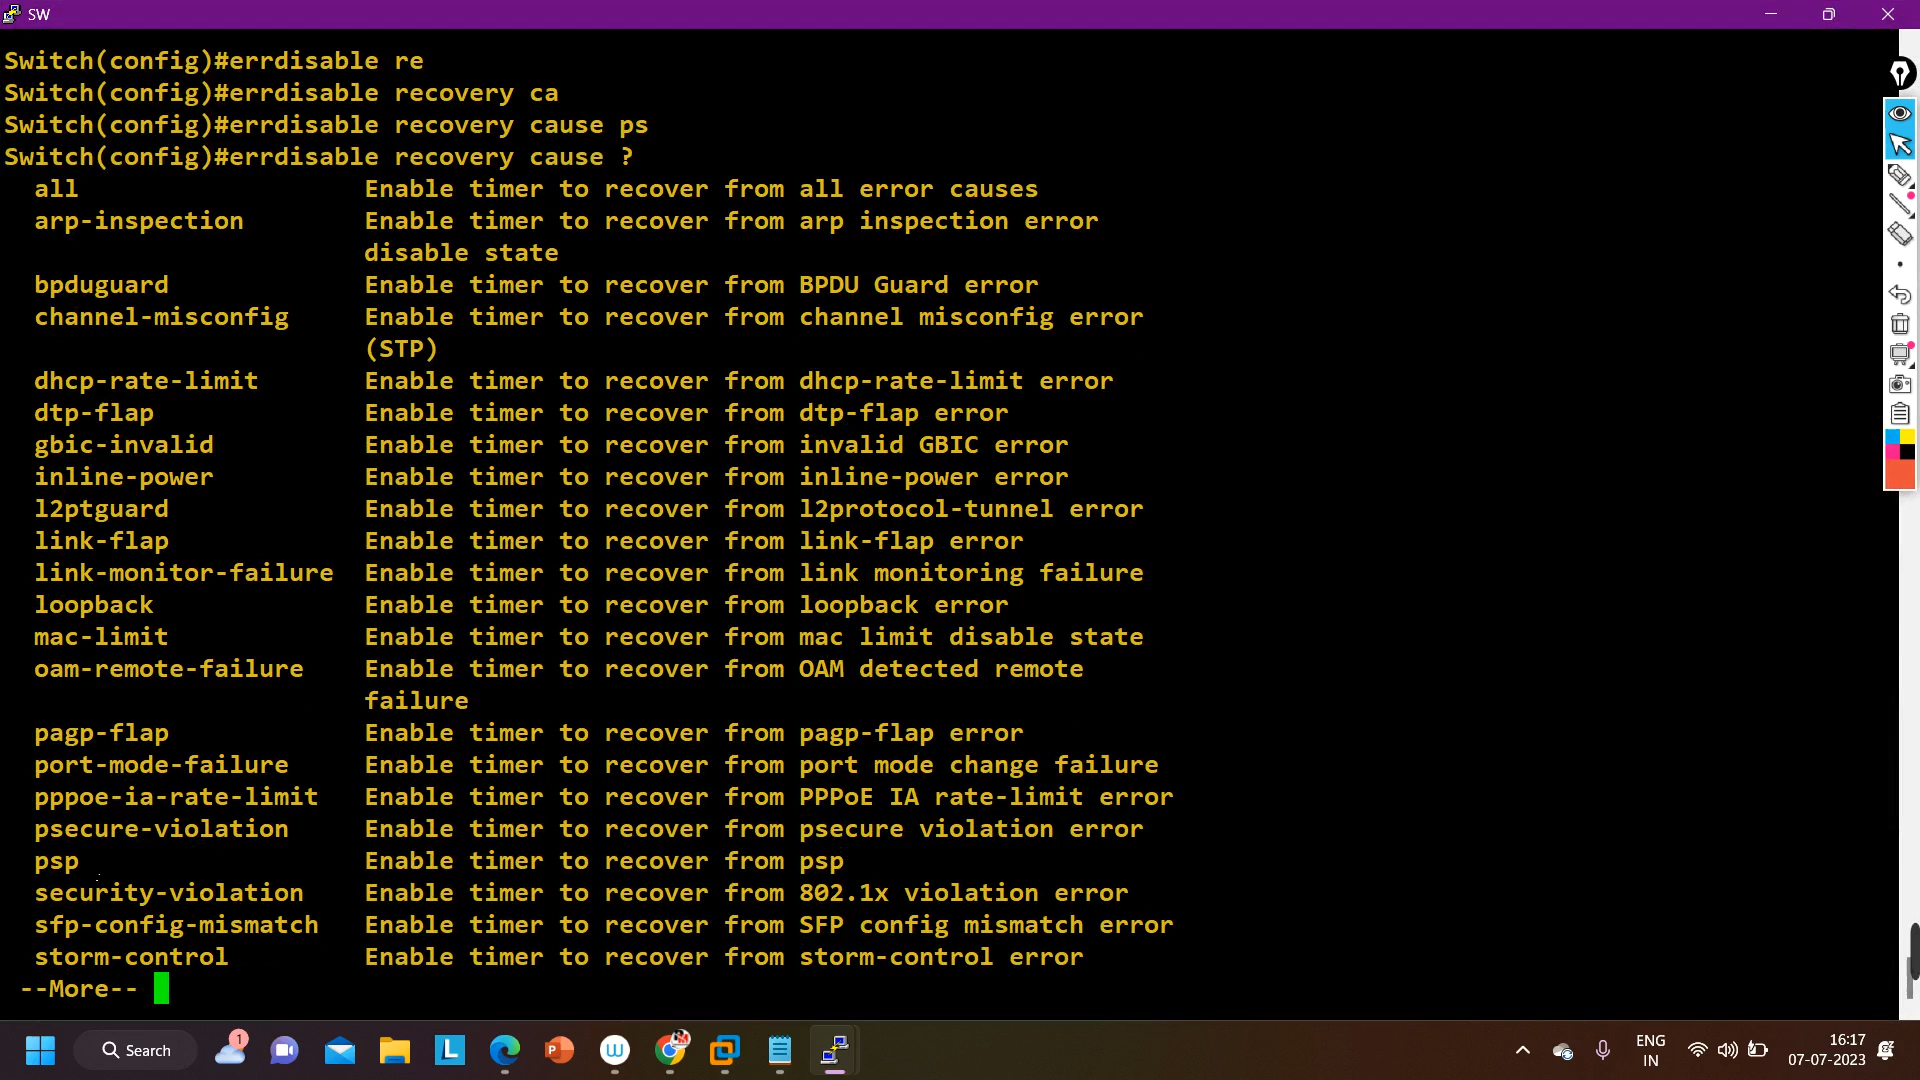 SW
Switch(config)#errdisable re
Switch(config)#errdisable recovery ca
Switch(config)#errdisable recovery cause ps
Switch(config)#errdisable recovery cause ?
all Enable timer to recover from all error causes
arp-inspection Enable timer to recover from arp inspection error
disable state
bpduguard Enable timer to recover from BPDU Guard error
channel-misconfig Enable timer to recover from channel misconfig error
(STP)
dhcp-rate-limit Enable timer to recover from dhcp-rate-limit error
dtp-flap Enable timer to recover from dtp-flap error
gbic-invalid Enable timer to recover from invalid GBIC error
inline-power Enable timer to recover from inline-power error
l2ptguard Enable timer to recover from l2protocol-tunnel error
link-flap Enable timer to recover from link-flap error
link-monitor-failure Enable timer to recover from link monitoring failure
loopback Enable timer to recover from loopback error
mac-limit Enable timer to recover from mac limit disable state
oam-remote-failure Enable timer to recover from OAM detected remote
failure
pagp-flap Enable timer to recover from pagp-flap error
port-mode-failure Enable timer to recover from port mode change failure
pppoe-ia-rate-limit Enable timer to recover from PPPoE IA rate-limit error
psecure-violation Enable timer to recover from psecure violation error
psp Enable timer to recover from psp
security-violation Enable timer to recover from 802.1x violation error
sfp-config-mismatch Enable timer to recover from SFP config mismatch error
storm-control Enable timer to recover from storm-control error
--More--
Search
1
ENG
IN
16:17
07-07-2023